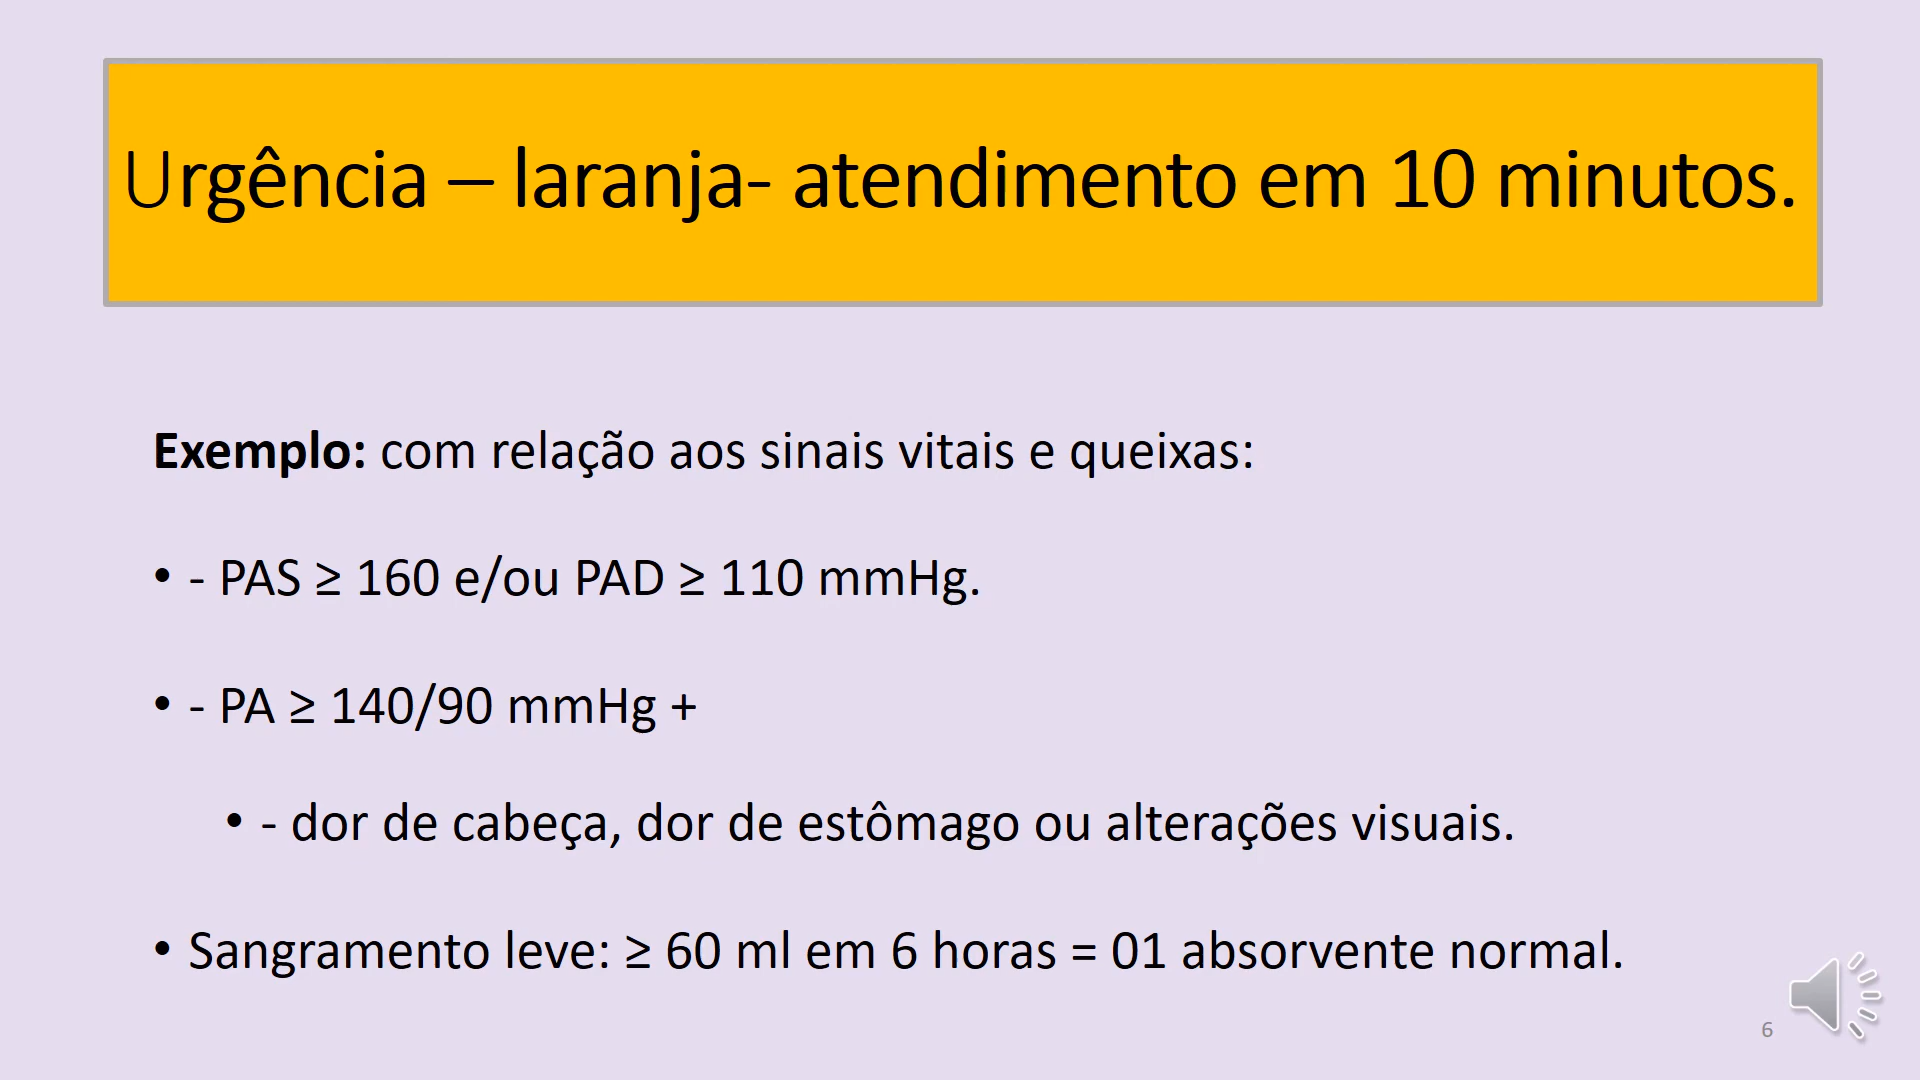 Urgência – laranja- atendimento em 10 minutos.
Exemplo: com relação aos sinais vitais e queixas:
• - PAS ≥ 160 e/ou PAD ≥ 110 mmHg.
• - PA ≥ 140/90 mmHg +
• - dor de cabeça, dor de estômago ou alterações visuais.
• Sangramento leve: ≥ 60 ml em 6 horas = 01 absorvente normal.
6